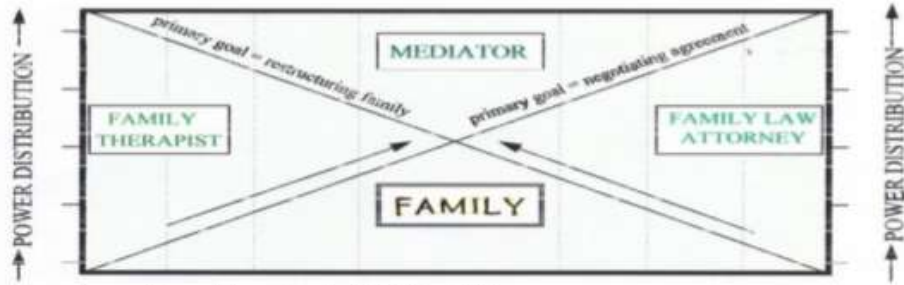 POWER DISTRIBUTION
primary goal = restructuring family
MEDIATOR
primary goal = negotiating agreement
FAMILY
THERAPIST
FAMILY LAW
ATTORNEY
FAMILY
POWER DISTRIBUTION